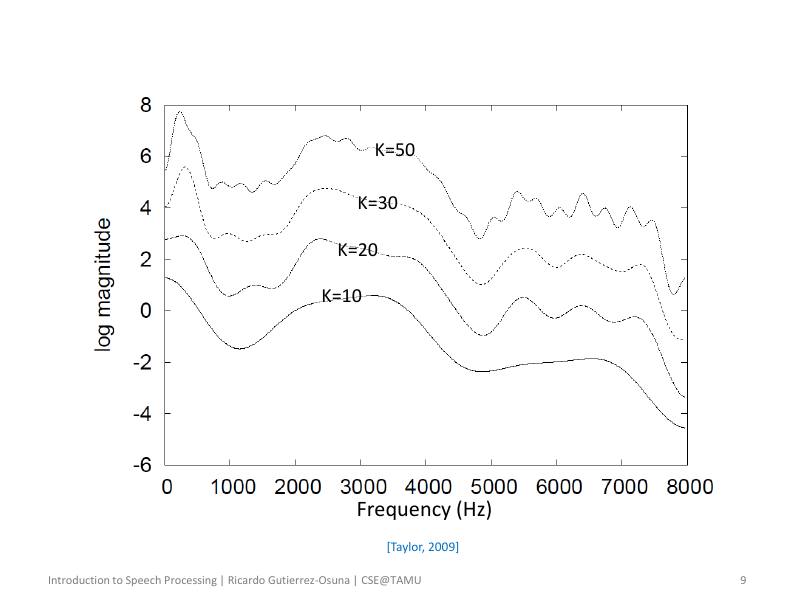 8
6
4
2
0
-2
-4
-6
log magnitude
K=50
K=30
K=20
K=10
0 1000 2000 3000 4000 5000 6000 7000 8000
Frequency (Hz)
[Taylor, 2009]
Introduction to Speech Processing | Ricardo Gutierrez-Osuna | CSE@TAMU 9